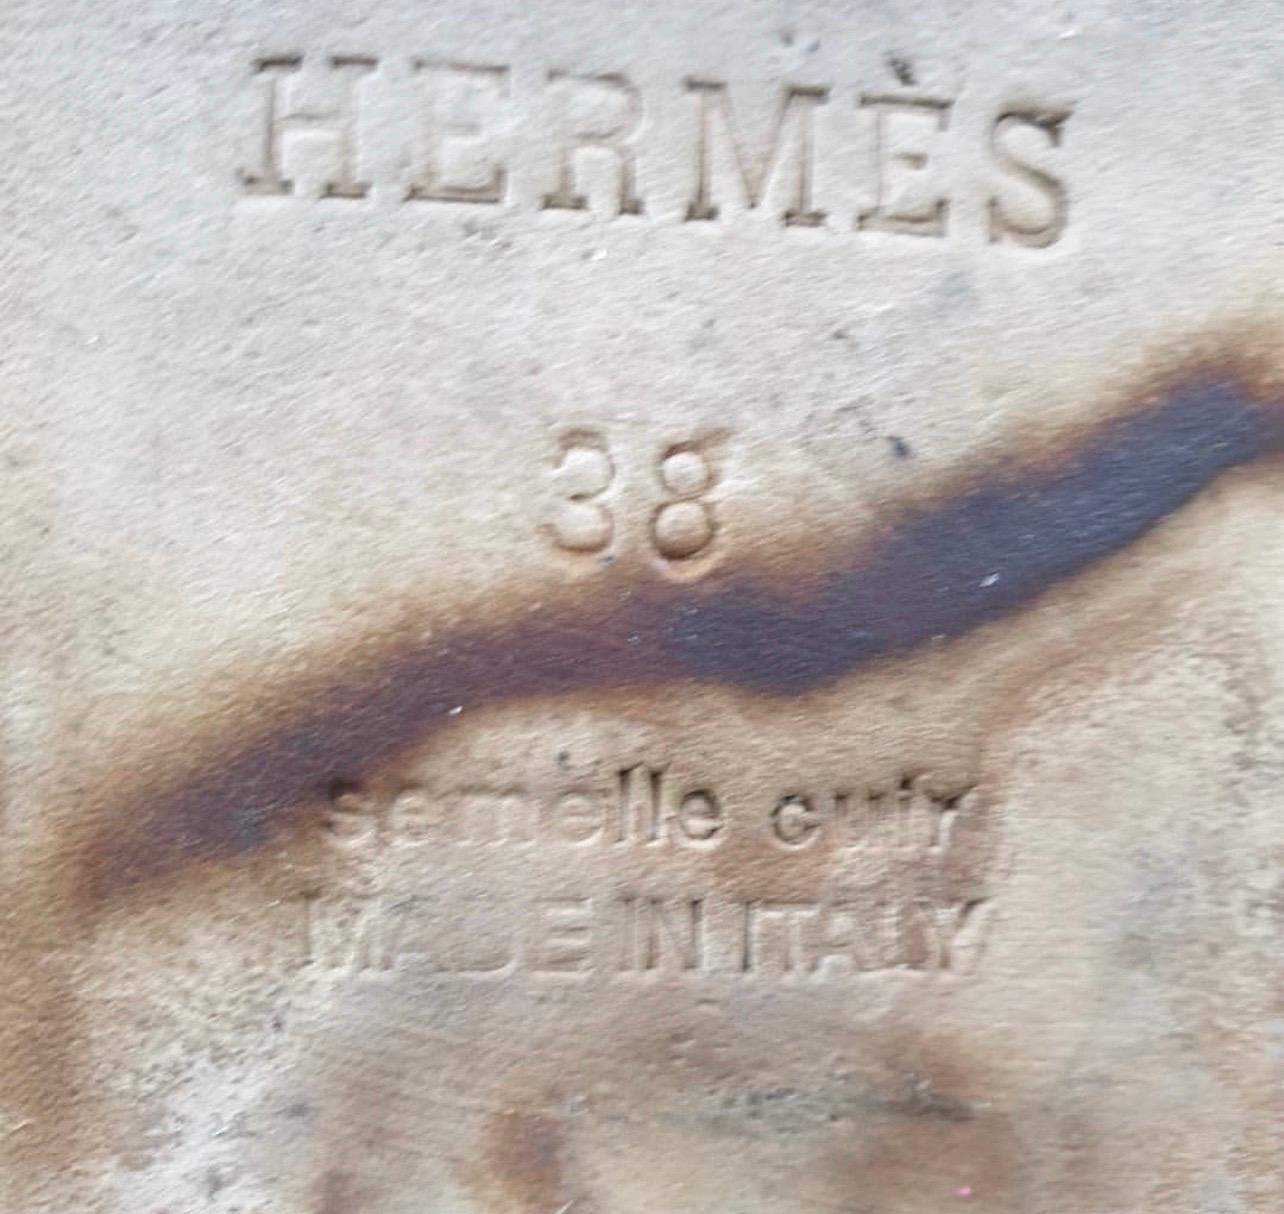 HERMÈS
38
semelle cuir
MADE IN ITALY